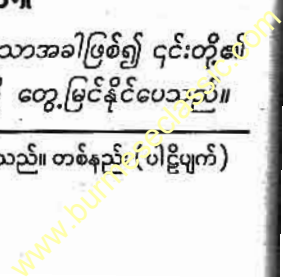 သောအခါဖြစ်၍ ၎င်းတို့၏
တွေ့မြင်နိုင်ပေသည်။
သည်။ တစ်နည်း (ပါဠိပျက်)
www.burmeseclassic.com